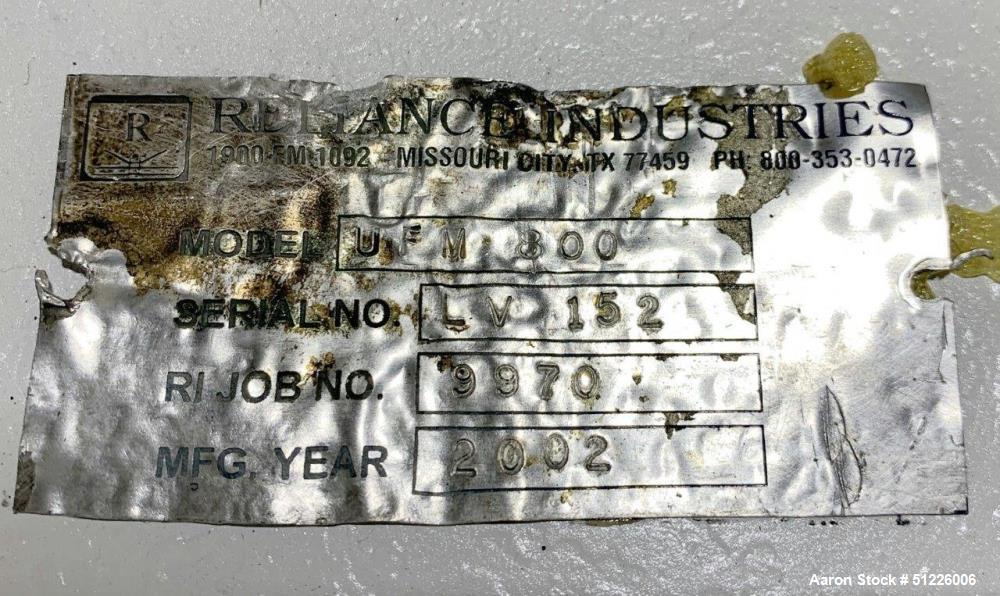 R RELIANCE INDUSTRIES
1900 FM 1092 - MISSOURI CITY, TX 77459 PH 800-353-0472
MODEL UFM 800
SERIAL NO. LV 152
RI JOB NO. 9970
MFG. YEAR 2002
Aaron Stock # 51226006